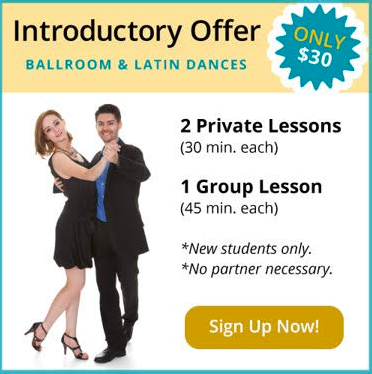 Introductory Offer
ONLY
$30
BALLROOM & LATIN DANCES
2 Private Lessons
(30 min. each)
1 Group Lesson
(45 min. each)
*New students only.
*No partner necessary.
Sign Up Now!